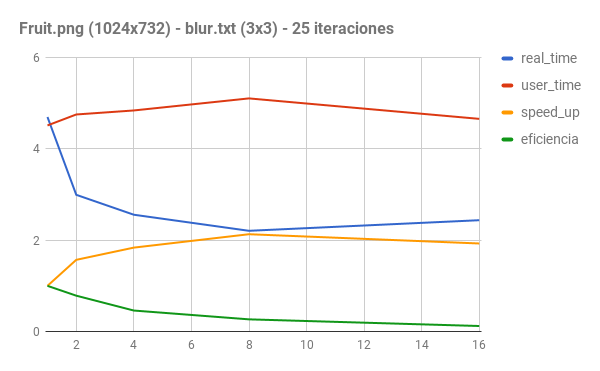 Fruit.png (1024x732) - blur.txt (3x3) - 25 iteraciones
6
4
2
0
2
4
6
8
10
12
14
16
real_time
user_time
speed_up
eficiencia